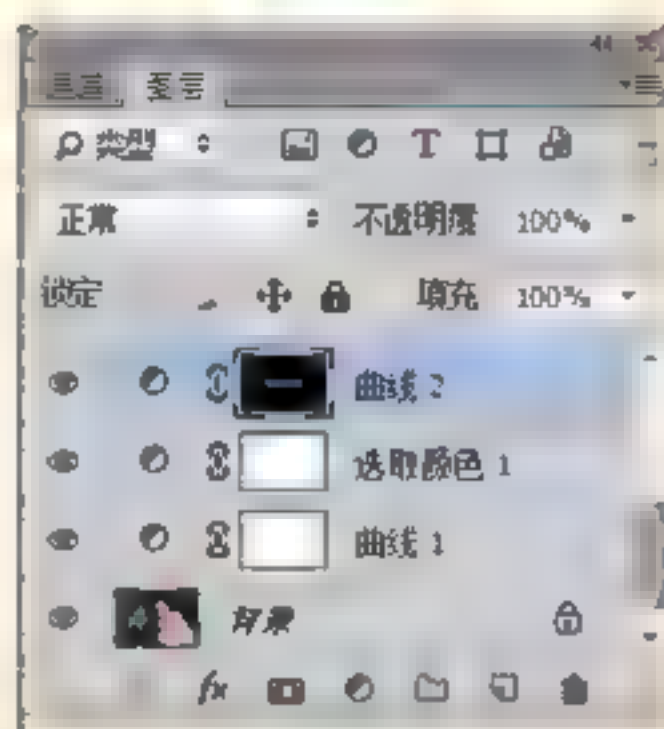 类型
正常 不透明度 100%
锁定 填充 100%
曲线 2
选取颜色 1
曲线 1
背景
fx